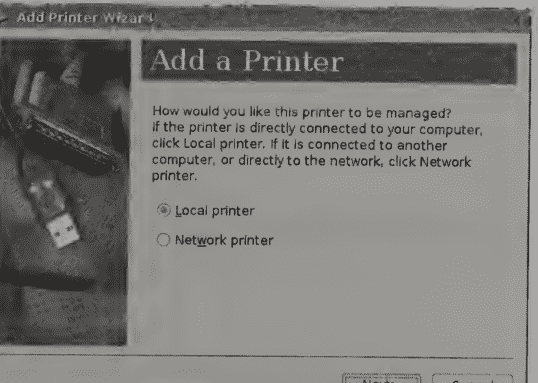 Add Printer Wizard
Add a Printer
How would you like this printer to be managed?
If the printer is directly connected to your computer,
click Local printer. If it is connected to another
computer, or directly to the network, click Network
printer.
Local printer
Network printer